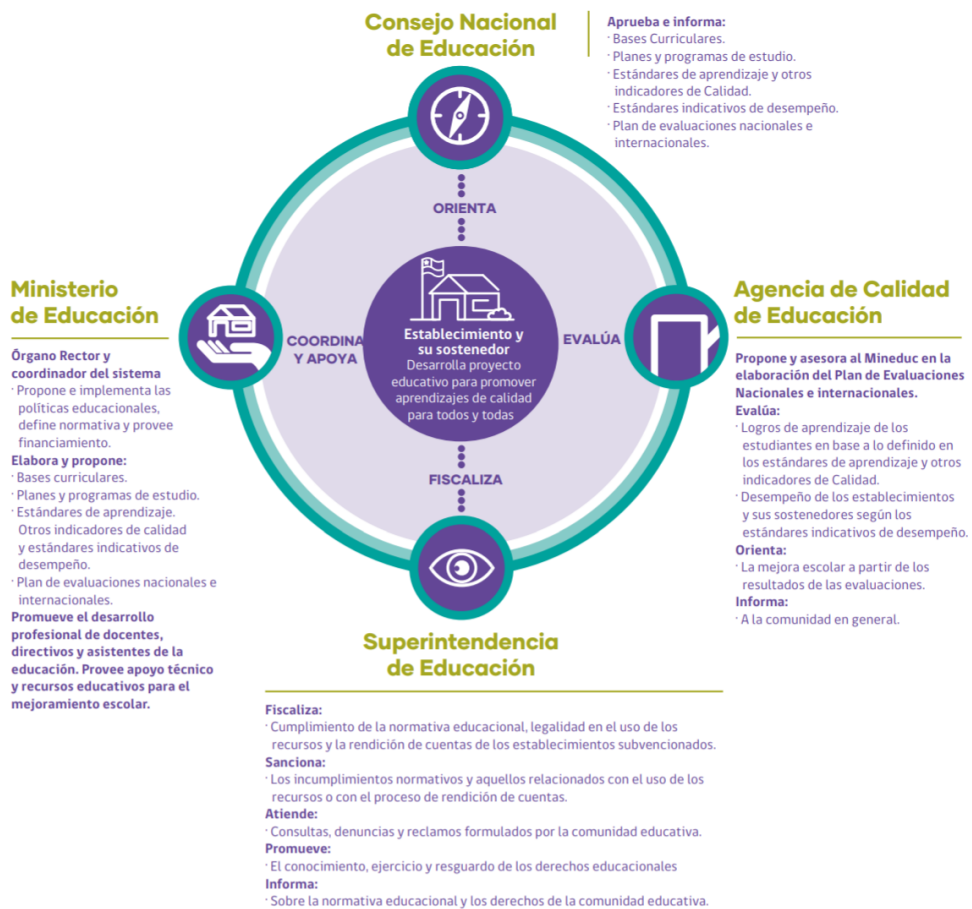 Consejo Nacional
de Educación
Aprueba e informa:
· Bases Curriculares.
· Planes y programas de estudio.
· Estándares de aprendizaje y otros
indicadores de Calidad.
· Estándares indicativos de desempeño.
· Plan de evaluaciones nacionales e
internacionales.
ORIENTA
Ministerio
de Educación
Órgano Rector y
coordinador del sistema
· Propone e implementa las
políticas educacionales,
define normativa y provee
financiamiento.
Elabora y propone:
· Bases curriculares.
· Planes y programas de estudio.
· Estándares de aprendizaje.
Otros indicadores de calidad
y estándares indicativos de
desempeño.
· Plan de evaluaciones nacionales e
internacionales.
Promueve el desarrollo
profesional de docentes,
directivos y asistentes de la
educación. Provee apoyo técnico
y recursos educativos para el
mejoramiento escolar.
COORDINA
Y APOYA
Establecimiento y
su sostenedor
Desarrolla proyecto
educativo para promover
aprendizajes de calidad
para todos y todas
EVALÚA
Agencia de Calidad
de Educación
Propone y asesora al Mineduc en la
elaboración del Plan de Evaluaciones
Nacionales e internacionales.
Evalúa:
· Logros de aprendizaje de los
estudiantes en base a lo definido en
los estándares de aprendizaje y otros
indicadores de Calidad.
· Desempeño de los establecimientos
y sus sostenedores según los
estándares indicativos de desempeño.
Orienta:
· La mejora escolar a partir de los
resultados de las evaluaciones.
Informa:
· A la comunidad en general.
FISCALIZA
Superintendencia
de Educación
Fiscaliza:
· Cumplimiento de la normativa educacional, legalidad en el uso de los
recursos y la rendición de cuentas de los establecimientos subvencionados.
Sanciona:
· Los incumplimientos normativos y aquellos relacionados con el uso de los
recursos o con el proceso de rendición de cuentas.
Atiende:
· Consultas, denuncias y reclamos formulados por la comunidad educativa.
Promueve:
· El conocimiento, ejercicio y resguardo de los derechos educacionales
Informa:
· Sobre la normativa educacional y los derechos de la comunidad educativa.